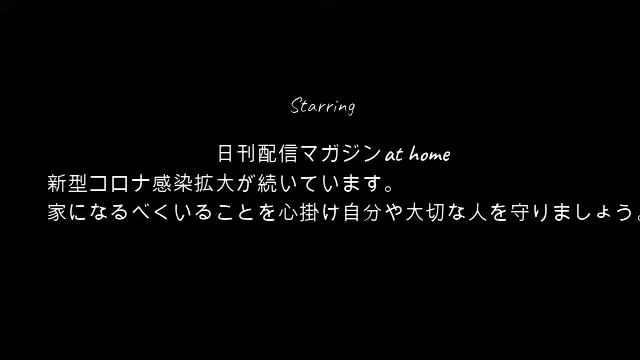 Starring
日刊配信マガジンat home
新型コロナ感染拡大が続いています。
家になるべくいることを心掛け自分や大切な人を守りましょう。